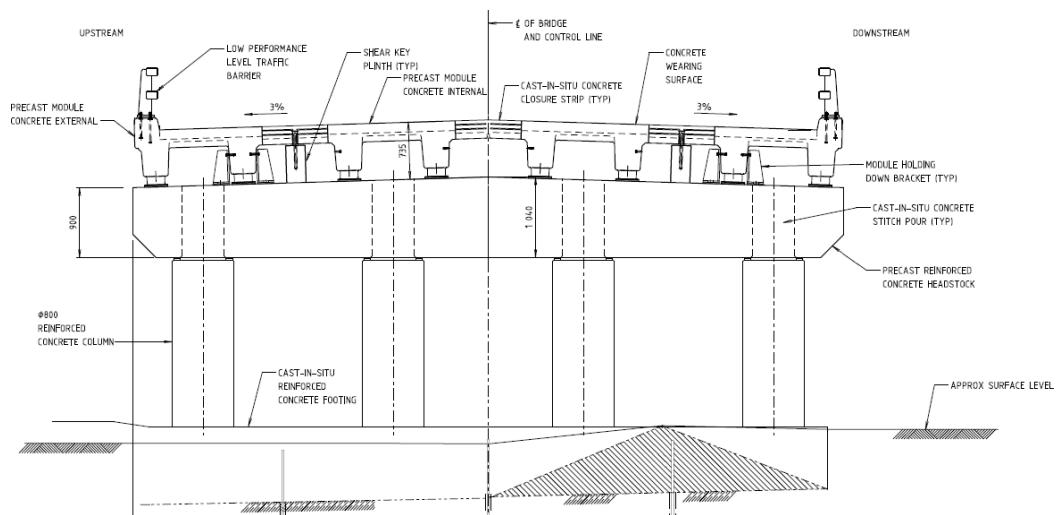 ℄ OF BRIDGE
AND CONTROL LINE
UPSTREAM
DOWNSTREAM
LOW PERFORMANCE
LEVEL TRAFFIC
BARRIER
SHEAR KEY
PLINTH (TYP)
PRECAST MODULE
CONCRETE INTERNAL
CAST-IN-SITU CONCRETE
CLOSURE STRIP (TYP)
CONCRETE
WEARING
SURFACE
PRECAST MODULE
CONCRETE EXTERNAL
3%
3%
735
MODULE HOLDING
DOWN BRACKET (TYP)
900
1 040
CAST-IN-SITU CONCRETE
STITCH POUR (TYP)
PRECAST REINFORCED
CONCRETE HEADSTOCK
Φ800
REINFORCED
CONCRETE COLUMN
CAST-IN-SITU
REINFORCED
CONCRETE FOOTING
APPROX SURFACE LEVEL